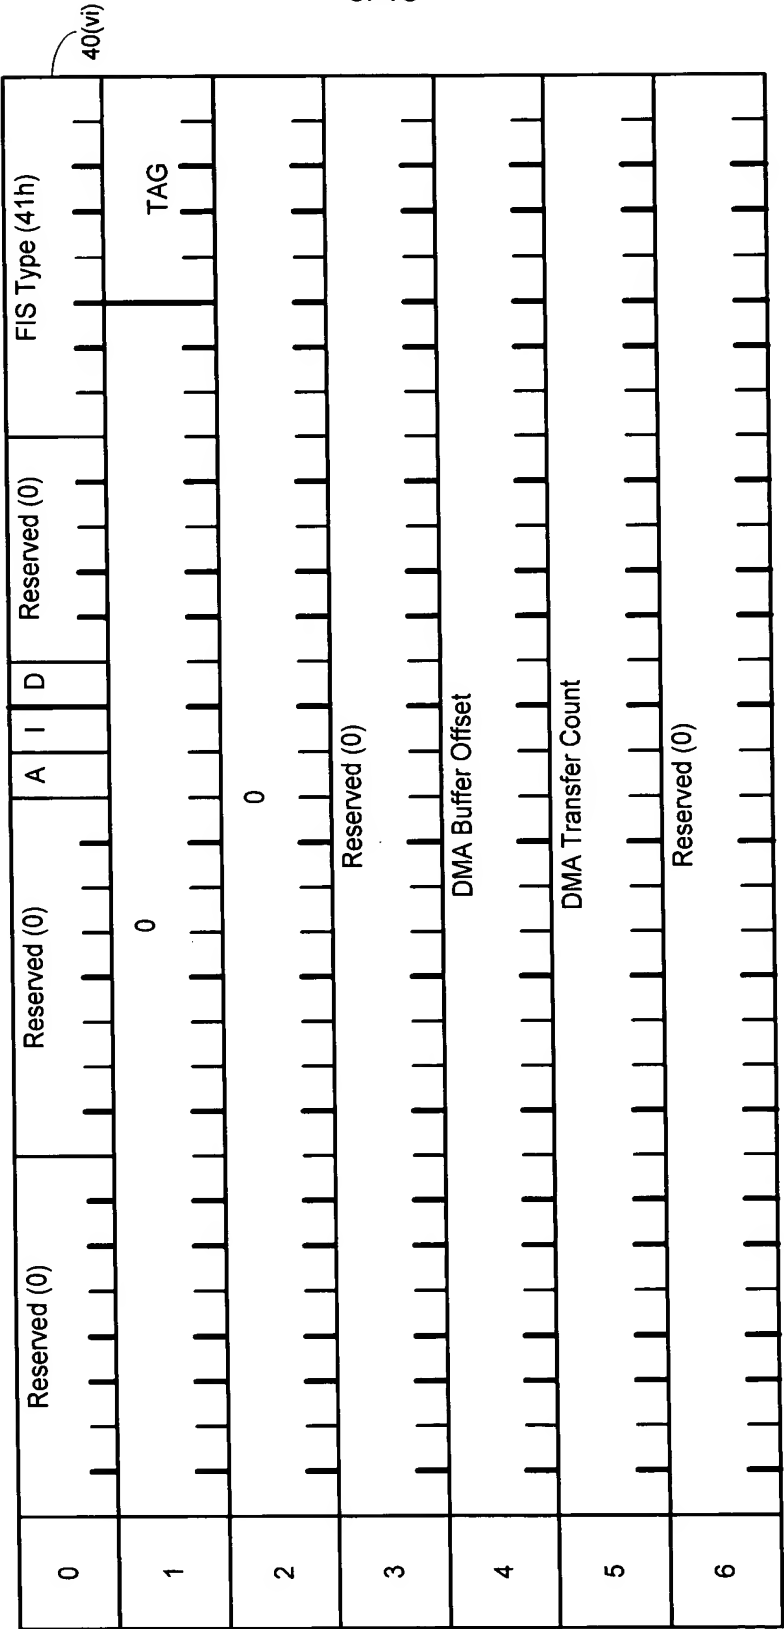 40(vi)
0 Reserved (0) Reserved (0) A I D Reserved (0) FIS Type (41h)
1 0 TAG
2 0
3 Reserved (0)
4 DMA Buffer Offset
5 DMA Transfer Count
6 Reserved (0)